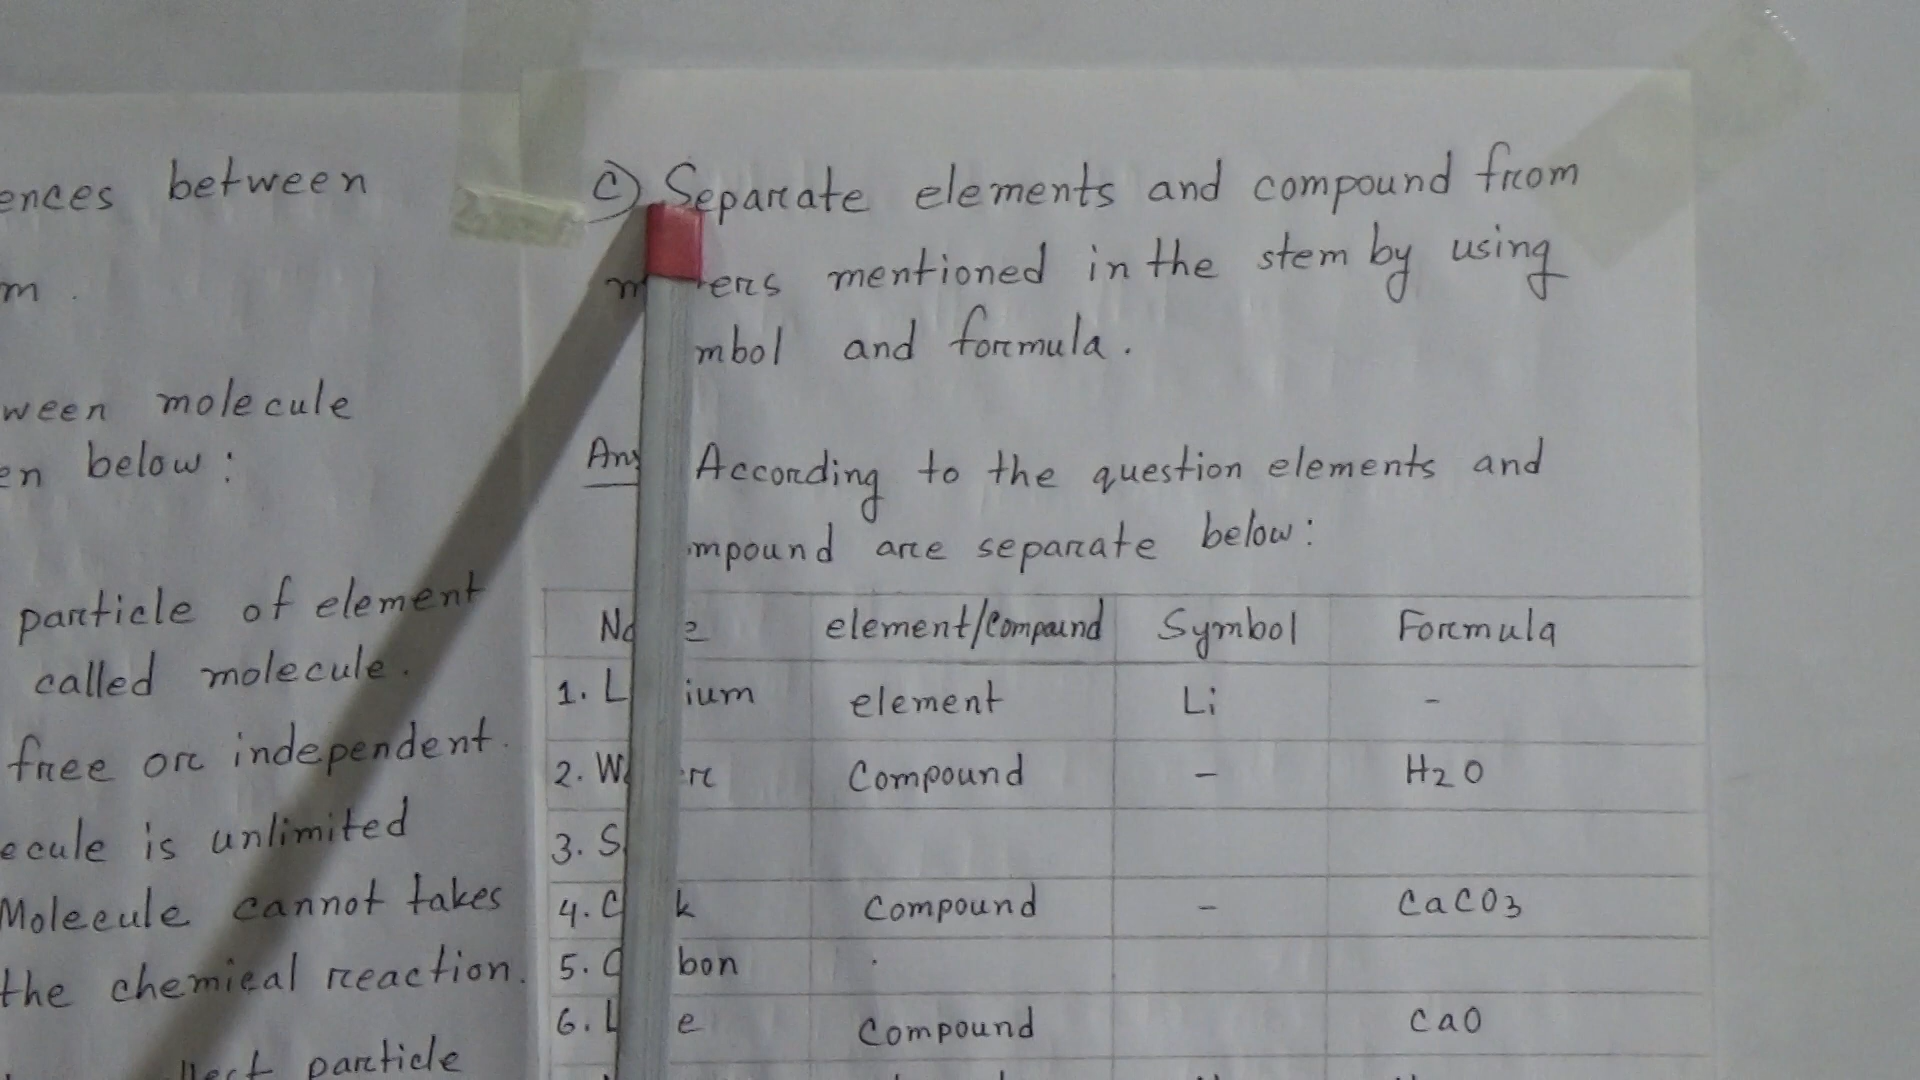 ences between
m.
ween molecule
en below:
particle of element
called molecule.
free or independent.
ecule is unlimited
Moleeule cannot takes
the chemical reaction.
particle
C) Separate elements and compound from
mentioned in the stem by using
mbol and formula.
Ans According to the question elements and
mpound are separate below:
element/Compound Symbol Formula
1. L ium element Li -
2. W er Compound - H2O
3. S
4. C k Compound - CaCO3
5. C bon
6. L e Compound CaO